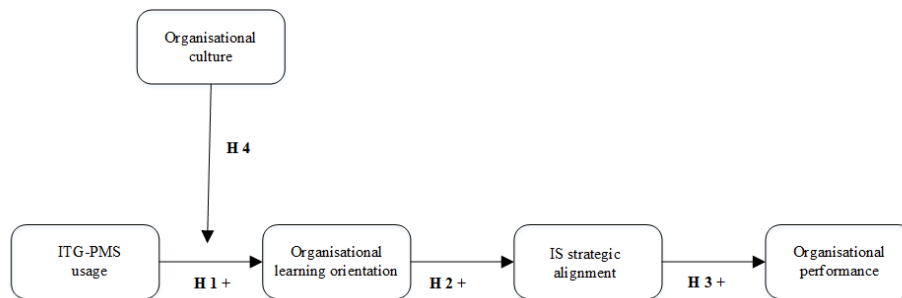 Organisational
culture
H 4
ITG-PMS
usage
H 1 +
Organisational
learning orientation
H 2 +
IS strategic
alignment
H 3 +
Organisational
performance